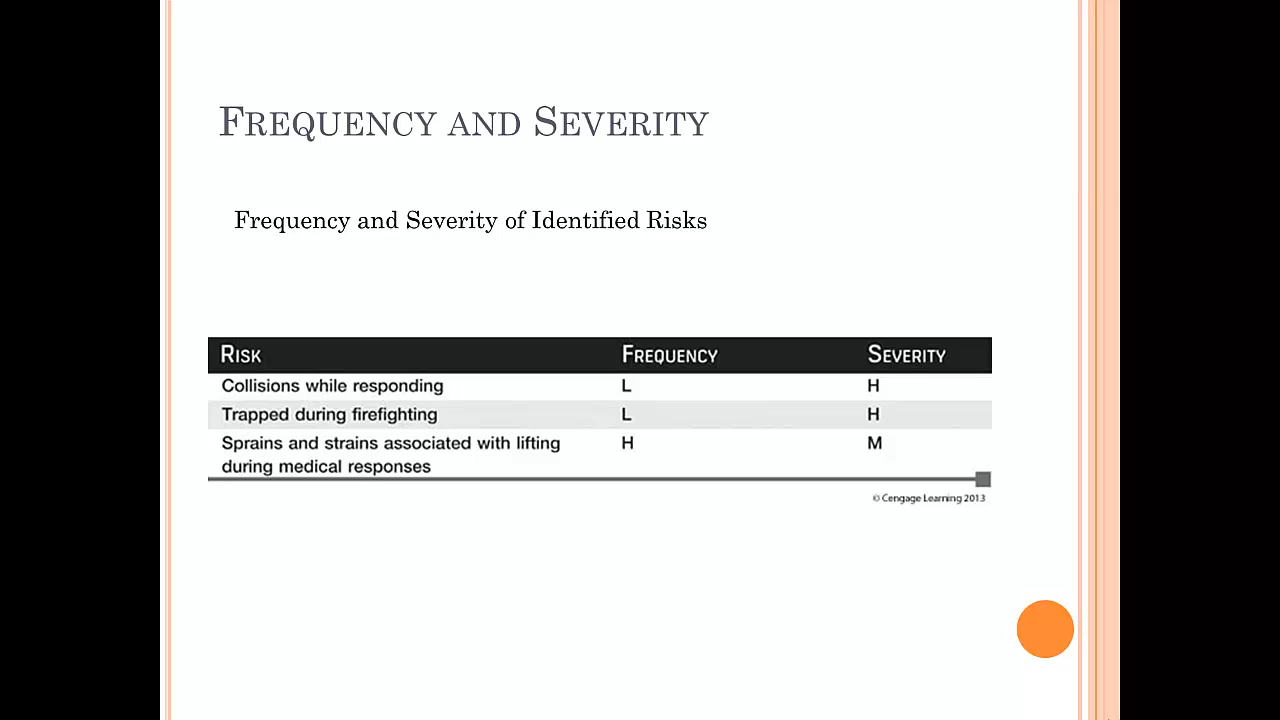 Frequency and Severity
Frequency and Severity of Identified Risks
Risk Frequency Severity
Collisions while responding L H
Trapped during firefighting L H
Sprains and strains associated with lifting H M
during medical responses
© Cengage Learning 2013